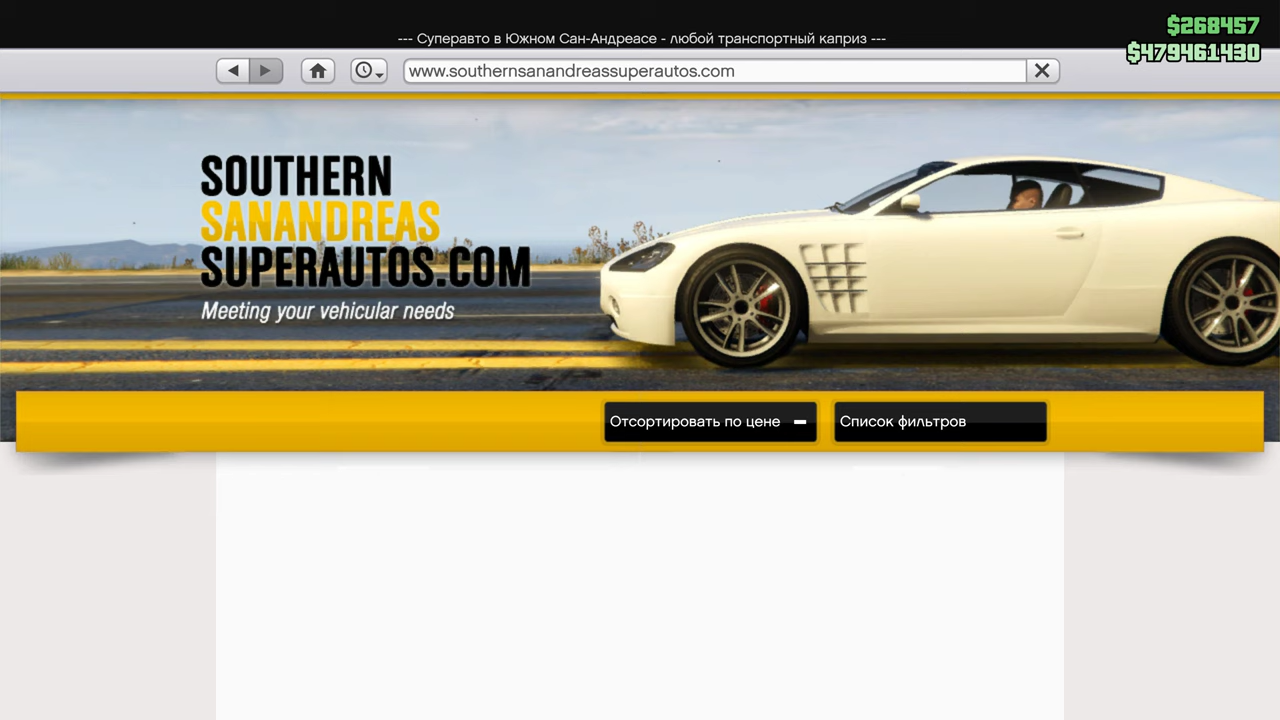 $268457
--- Суперавто в Южном Сан-Андреасе - любой транспортный каприз ---
$479461430
www.southernsanandreassuperautos.com
SOUTHERN
SANANDREAS
SUPERAUTOS.COM
Meeting your vehicular needs
Отсортировать по цене
Список фильтров